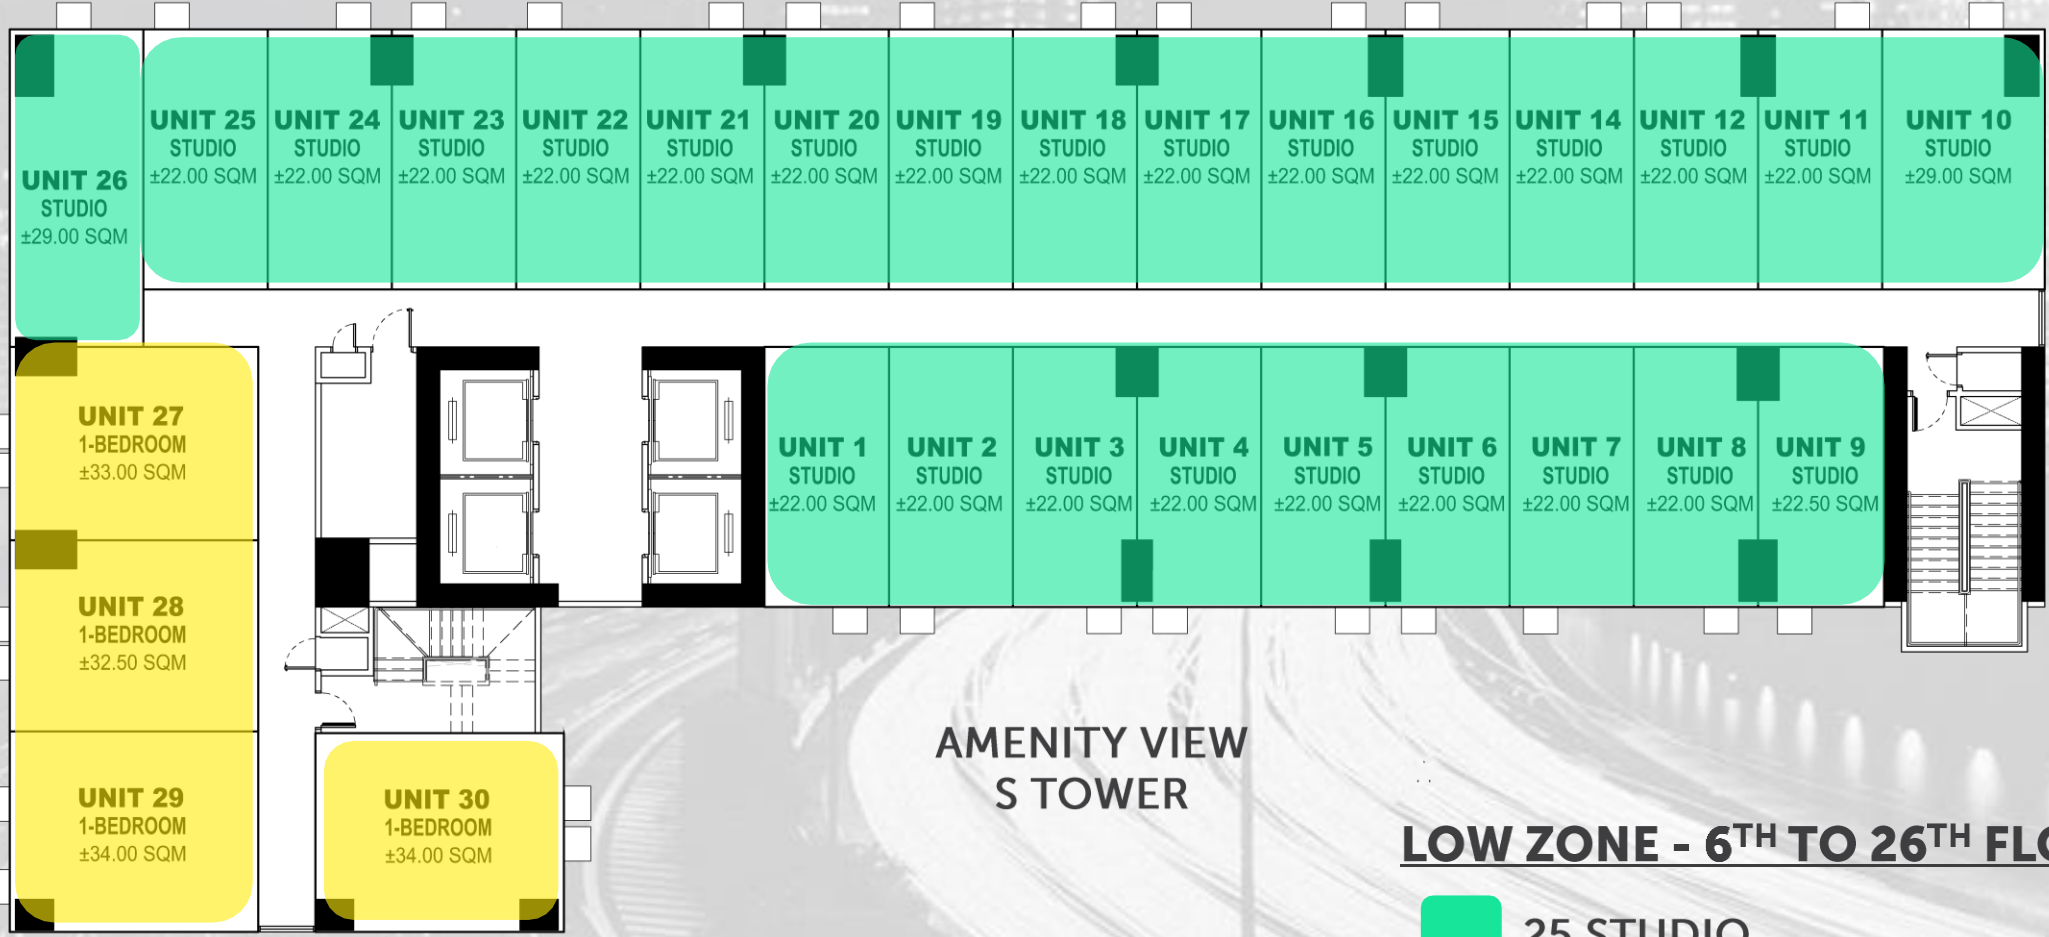 UNIT 26
STUDIO
±29.00 SQM
UNIT 25
STUDIO
±22.00 SQM
UNIT 24
STUDIO
±22.00 SQM
UNIT 23
STUDIO
±22.00 SQM
UNIT 22
STUDIO
±22.00 SQM
UNIT 21
STUDIO
±22.00 SQM
UNIT 20
STUDIO
±22.00 SQM
UNIT 19
STUDIO
±22.00 SQM
UNIT 18
STUDIO
±22.00 SQM
UNIT 17
STUDIO
±22.00 SQM
UNIT 16
STUDIO
±22.00 SQM
UNIT 15
STUDIO
±22.00 SQM
UNIT 14
STUDIO
±22.00 SQM
UNIT 12
STUDIO
±22.00 SQM
UNIT 11
STUDIO
±22.00 SQM
UNIT 10
STUDIO
±29.00 SQM
UNIT 27
1-BEDROOM
±33.00 SQM
UNIT 28
1-BEDROOM
±32.50 SQM
UNIT 29
1-BEDROOM
±34.00 SQM
UNIT 30
1-BEDROOM
±34.00 SQM
UNIT 1
STUDIO
±22.00 SQM
UNIT 2
STUDIO
±22.00 SQM
UNIT 3
STUDIO
±22.00 SQM
UNIT 4
STUDIO
±22.00 SQM
UNIT 5
STUDIO
±22.00 SQM
UNIT 6
STUDIO
±22.00 SQM
UNIT 7
STUDIO
±22.00 SQM
UNIT 8
STUDIO
±22.00 SQM
UNIT 9
STUDIO
±22.50 SQM
AMENITY VIEW
S TOWER
LOW ZONE - 6TH TO 26TH
25 STUDIO